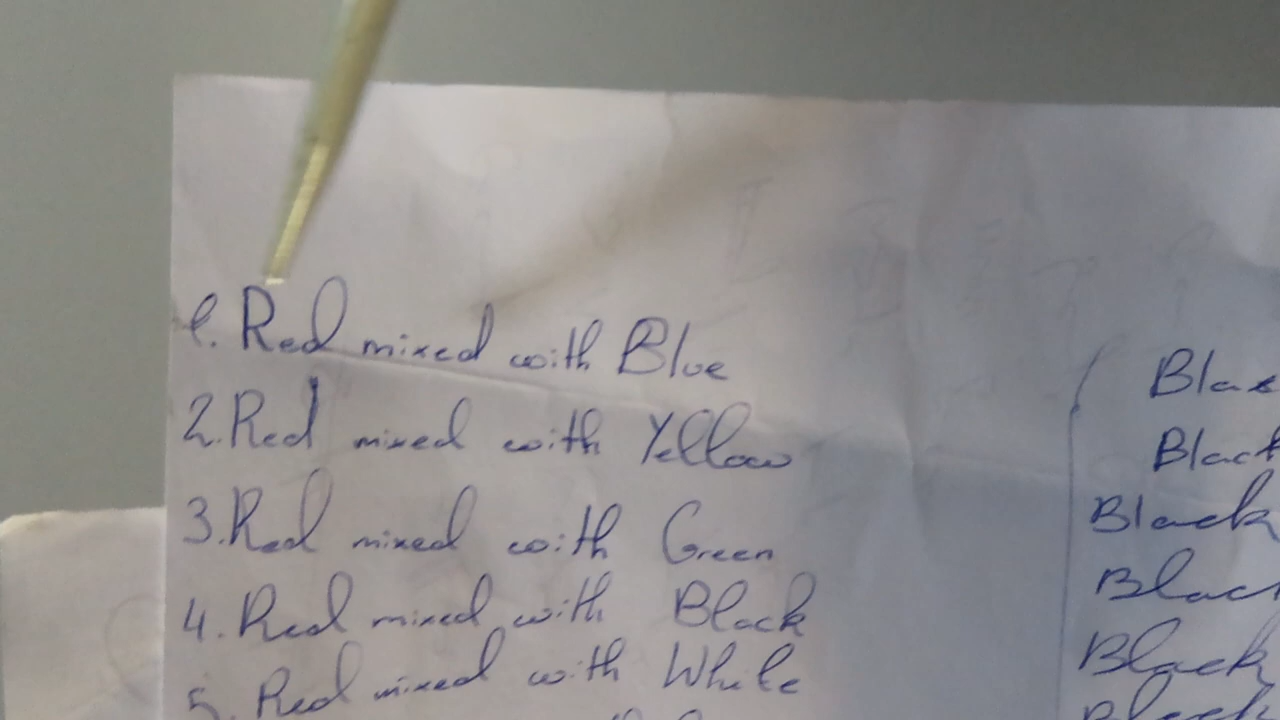 1. Red mixed with Blue
2. Red mixed with Yellow
3. Red mixed with Green
4. Red mixed with Black
5. Red mixed with White
Black
Black
Black
Black